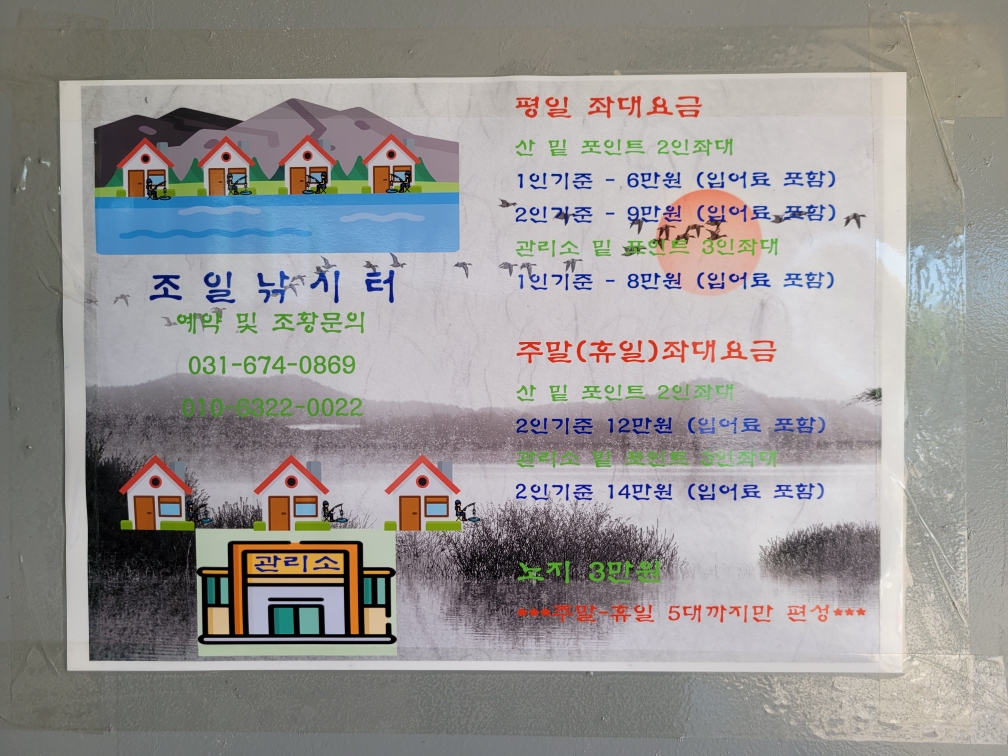 조일낚시터
예약 및 조황문의
031-674-0869
010-6322-0022
관리소
평일 좌대요금
산 밑 포인트 2인좌대
1인기준 - 6만원 (입어료 포함)
2인기준 - 9만원 (입어료 포함)
관리소 밑 포인트 3인좌대
1인기준 - 8만원 (입어료 포함)
주말(휴일)좌대요금
산 밑 포인트 2인좌대
2인기준 12만원 (입어료 포함)
관리소 밑 포인트 3인좌대
2인기준 14만원 (입어료 포함)
노지 3만원
***주말-휴일 5대까지만 편성***